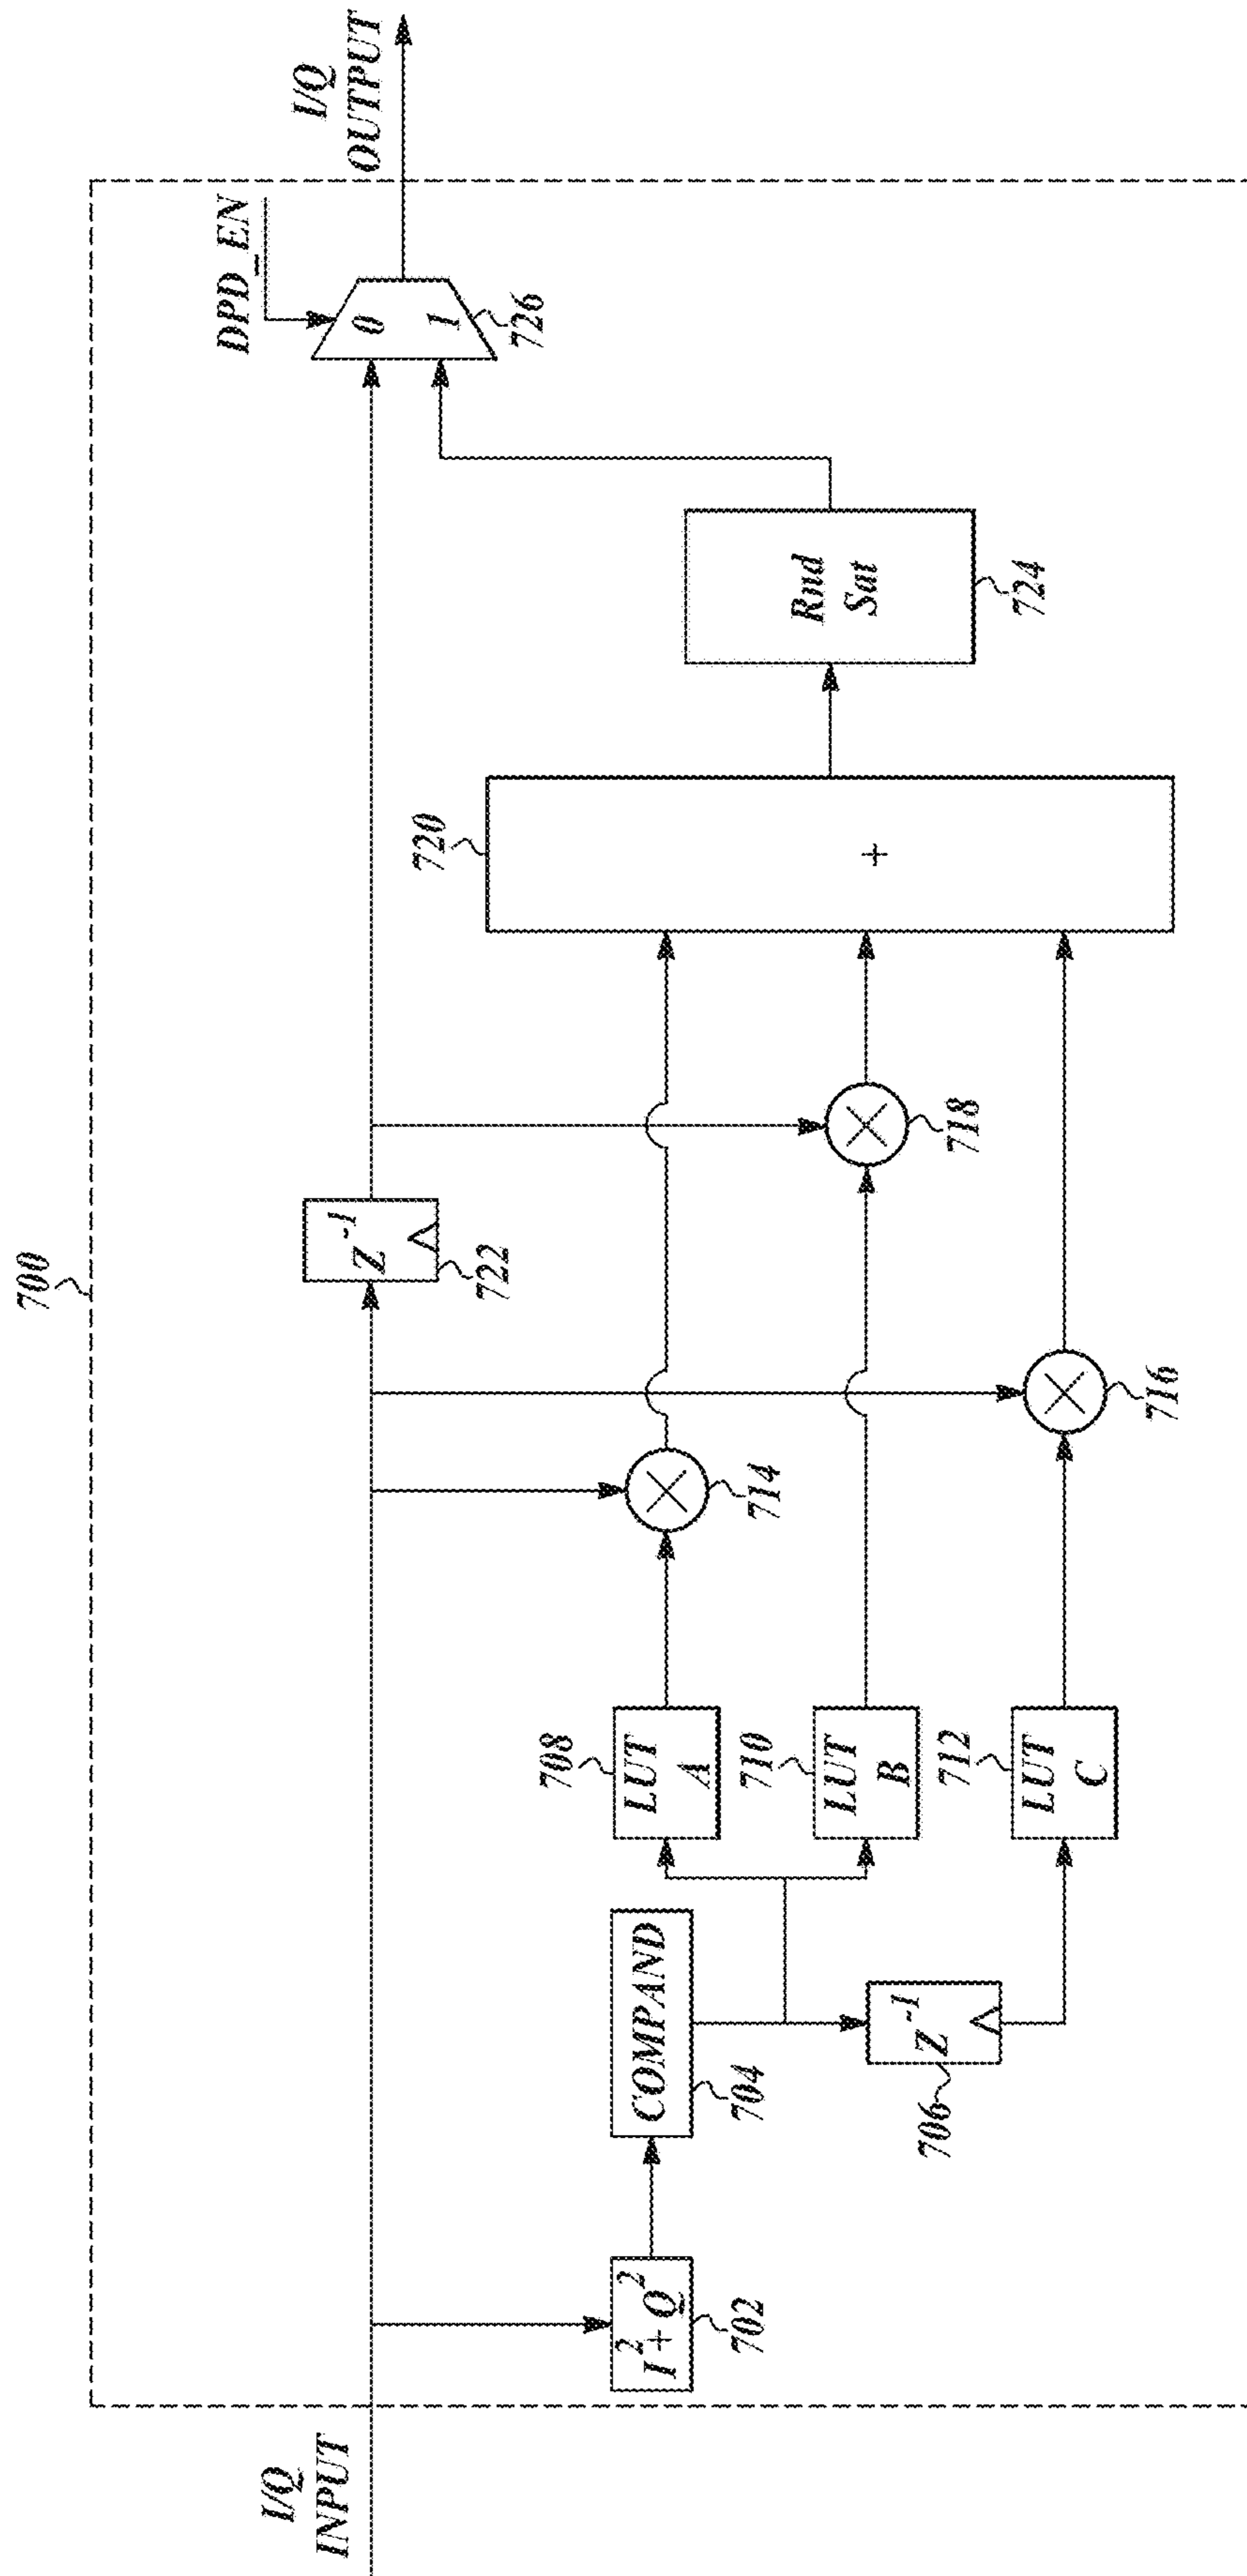 700
I/Q
INPUT
I² + Q²
702
COMPAND
704
Z⁻¹
706
LUT
A
708
LUT
B
710
LUT
C
712
714
716
718
Z⁻¹
722
720
+
Rnd
Sat
724
DPD_EN
0
1
726
I/Q
OUTPUT